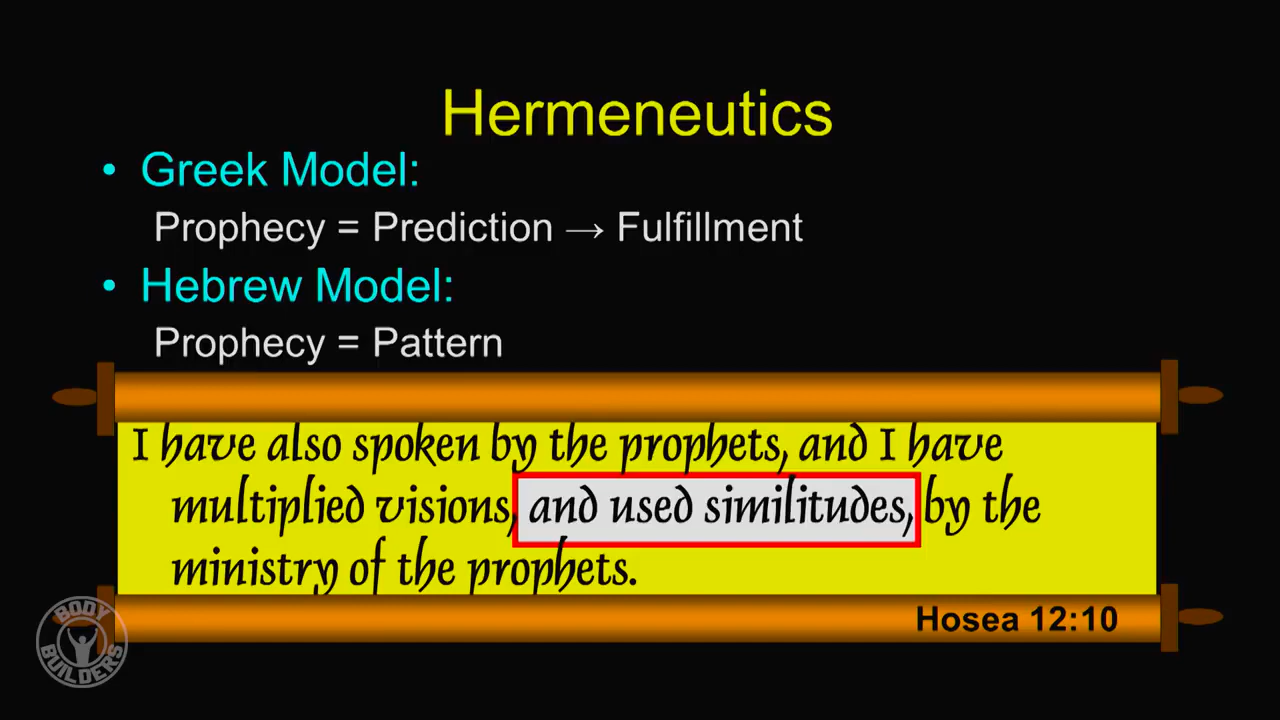 Hermeneutics
• Greek Model:
Prophecy = Prediction → Fulfillment
• Hebrew Model:
Prophecy = Pattern
I have also spoken by the prophets, and I have
multiplied visions, and used similitudes, by the
ministry of the prophets.
Hosea 12:10
BODY
BUILDERS